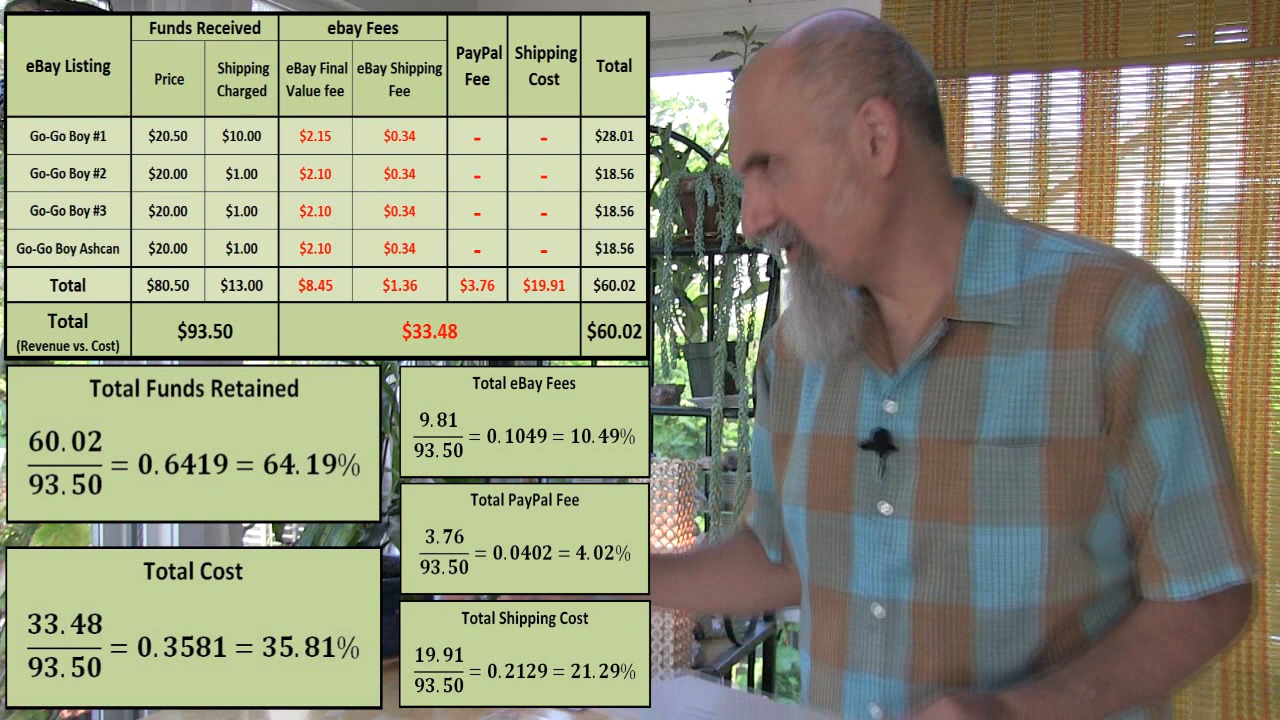 eBay Listing Funds Received ebay Fees PayPal Fee Shipping Cost Total
Price Shipping Charged eBay Final Value fee eBay Shipping Fee
Go-Go Boy #1 $20.50 $10.00 $2.15 $0.34 - - $28.01
Go-Go Boy #2 $20.00 $1.00 $2.10 $0.34 - - $18.56
Go-Go Boy #3 $20.00 $1.00 $2.10 $0.34 - - $18.56
Go-Go Boy Ashcan $20.00 $1.00 $2.10 $0.34 - - $18.56
Total $80.50 $13.00 $8.45 $1.36 $3.76 $19.91 $60.02
Total
(Revenue vs. Cost) $93.50 $33.48 $60.02
Total Funds Retained
60.02
93.50 = 0.6419 = 64.19%
Total Cost
33.48
93.50 = 0.3581 = 35.81%
Total eBay Fees
9.81
93.50 = 0.1049 = 10.49%
Total PayPal Fee
3.76
93.50 = 0.0402 = 4.02%
Total Shipping Cost
19.91
93.50 = 0.2129 = 21.29%